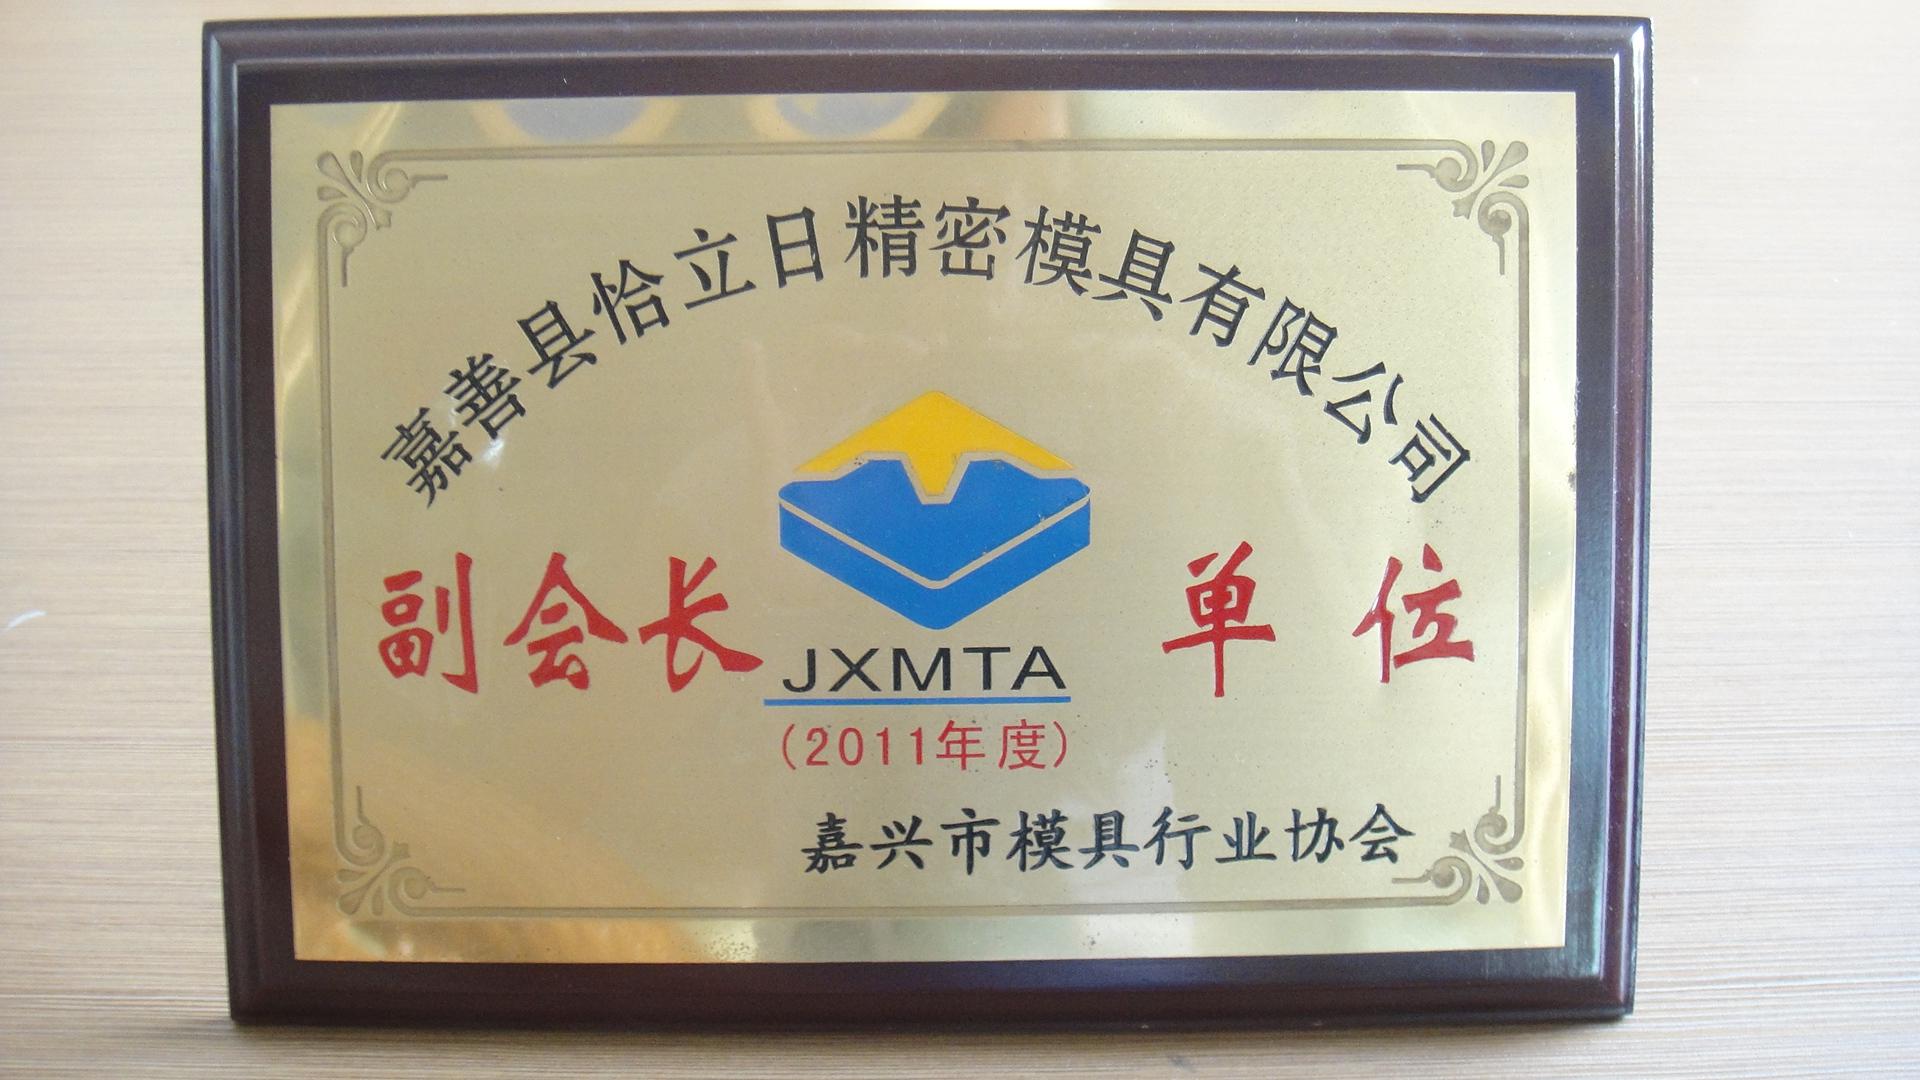 嘉善县恰立日精密模具有限公司
副会长 单位
JXMTA
(2011年度)
嘉兴市模具行业协会